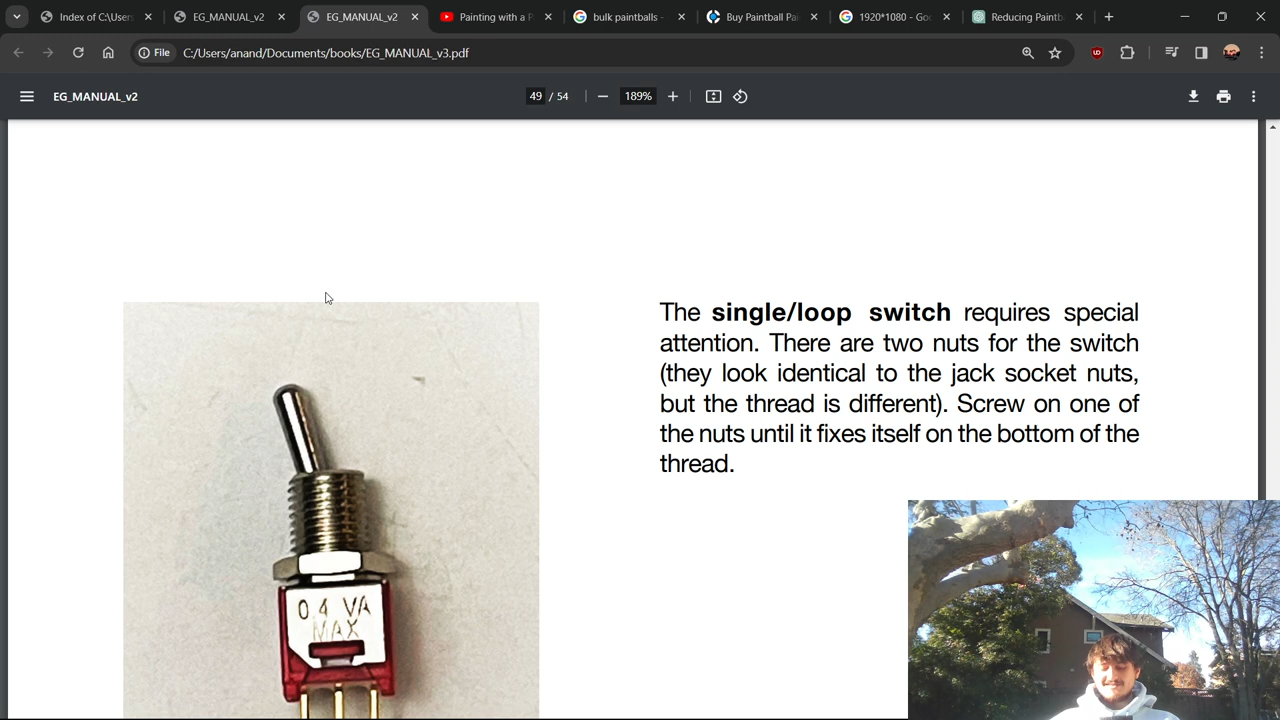 Index of C:\User:
EG_MANUAL_v2
EG_MANUAL_v2
Painting with a P
bulk paintballs -
Buy Paintball Pai
1920*1080 - Goo
Reducing Paintb
File
C:/Users/anand/Documents/books/EG_MANUAL_v3.pdf
EG_MANUAL_v2
49 / 54
189%
The single/loop switch requires special
attention. There are two nuts for the switch
(they look identical to the jack socket nuts,
but the thread is different). Screw on one of
the nuts until it fixes itself on the bottom of the
thread.
0.4 VA
MAX